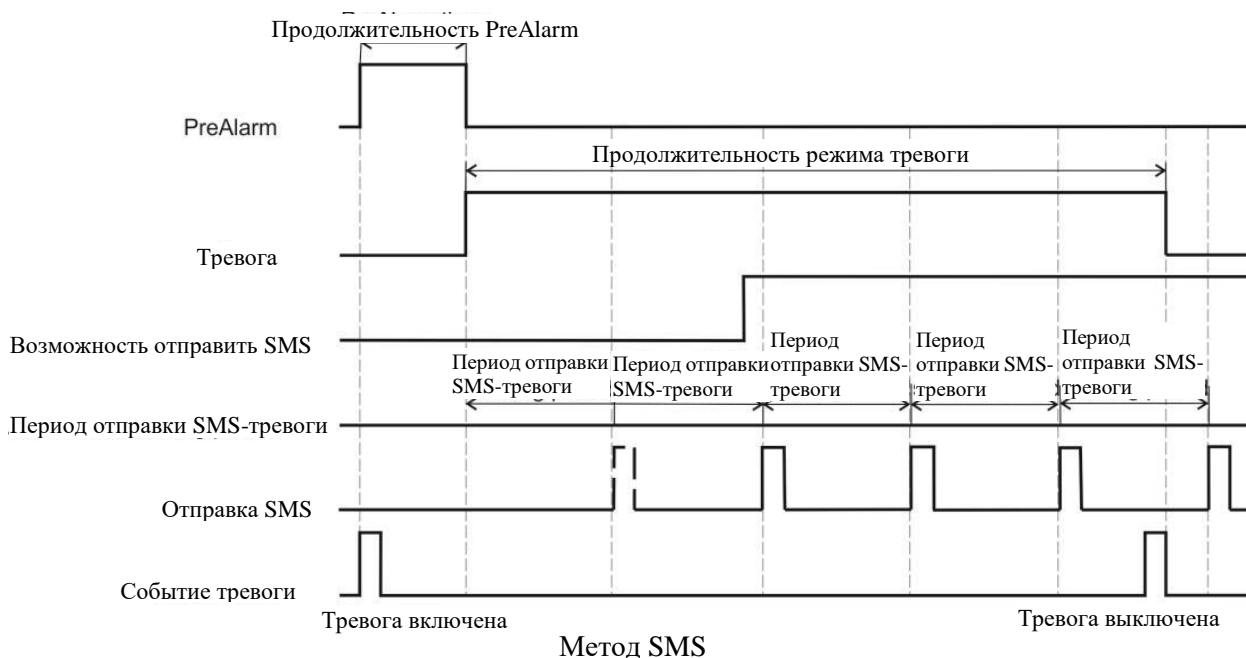 Продолжительность PreAlarm
PreAlarm
Продолжительность режима тревоги
Тревога
Возможность отправить SMS
Период отправки
SMS-тревоги
Период отправки
SMS-тревоги
Период
отправки SMS-
тревоги
Период
отправки SMS-
тревоги
Период
отправки SMS-
тревоги
Период отправки SMS-тревоги
Отправка SMS
Событие тревоги
Тревога включена
Тревога выключена
Метод SMS